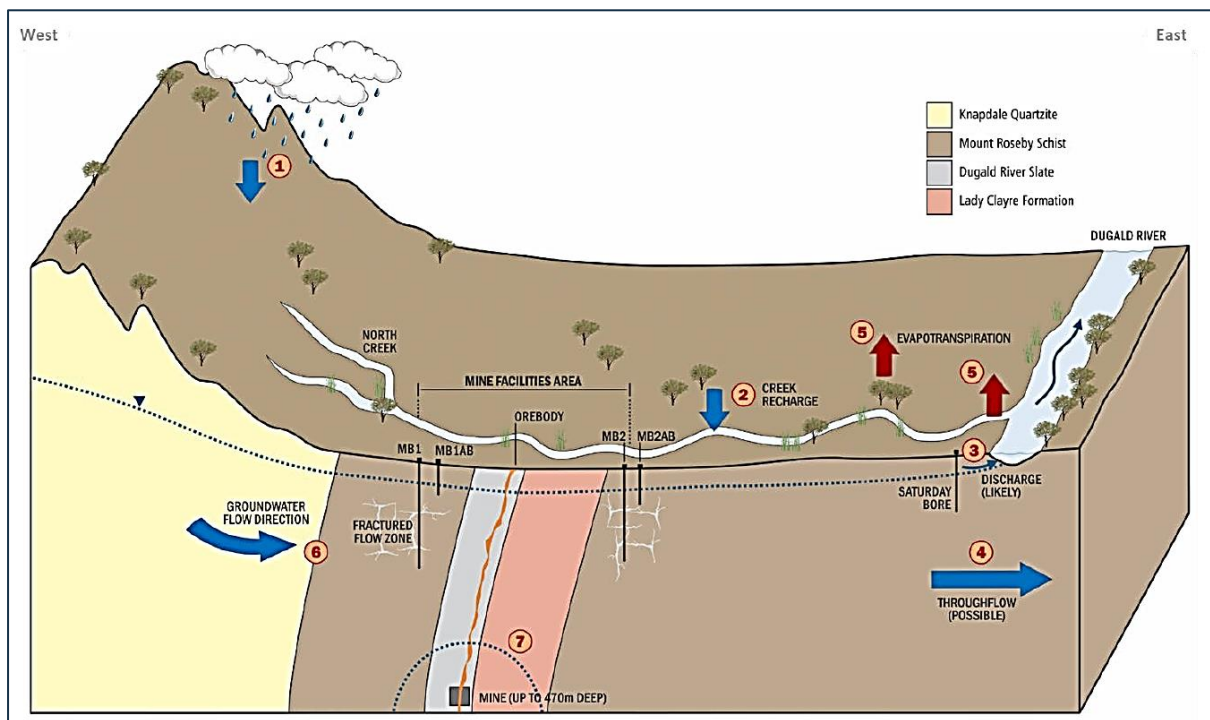 West
East
1
Knapdale Quartzite
Mount Roseby Schist
Dugald River Slate
Lady Clayre Formation
DUGALD RIVER
NORTH
CREEK
5
EVAPOTRANSPIRATION
5
MINE FACILITIES AREA
2
CREEK
RECHARGE
OREBODY
MB1
MB1AB
MB2
MB2AB
3
DISCHARGE
(LIKELY)
SATURDAY
BORE
GROUNDWATER
FLOW DIRECTION
6
FRACTURED
FLOW ZONE
4
THROUGHFLOW
(POSSIBLE)
7
MINE (UP TO 470m DEEP)